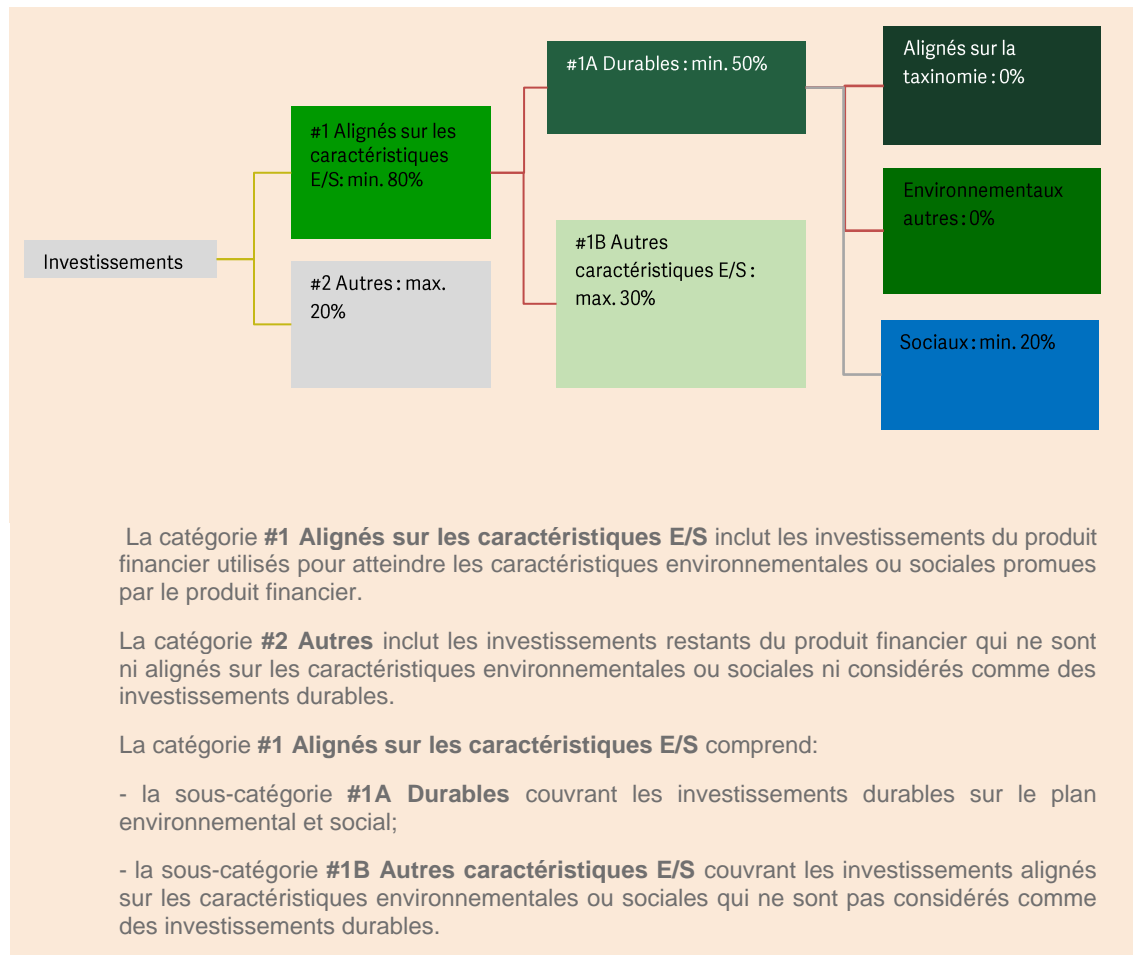 Investissements
#1 Alignés sur les
caractéristiques
E/S: min. 80%
#2 Autres : max.
20%
#1A Durables : min. 50%
#1B Autres
caractéristiques E/S :
max. 30%
Alignés sur la
taxinomie : 0%
Environnementaux
autres : 0%
Sociaux : min. 20%
La catégorie #1 Alignés sur les caractéristiques E/S inclut les investissements du produit
financier utilisés pour atteindre les caractéristiques environnementales ou sociales promues
par le produit financier.
La catégorie #2 Autres inclut les investissements restants du produit financier qui ne sont
ni alignés sur les caractéristiques environnementales ou sociales ni considérés comme des
investissements durables.
La catégorie #1 Alignés sur les caractéristiques E/S comprend:
- la sous-catégorie #1A Durables couvrant les investissements durables sur le plan
environnemental et social;
- la sous-catégorie #1B Autres caractéristiques E/S couvrant les investissements alignés
sur les caractéristiques environnementales ou sociales qui ne sont pas considérés comme
des investissements durables.